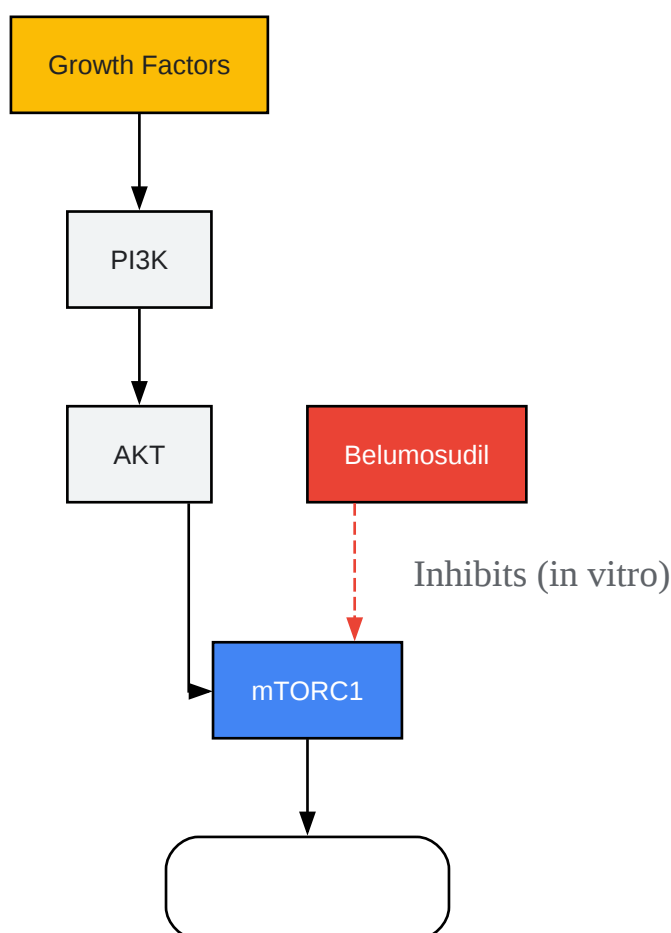 Growth Factors
PI3K
AKT
Belumosudil
Inhibits (in vitro)
mTORC1